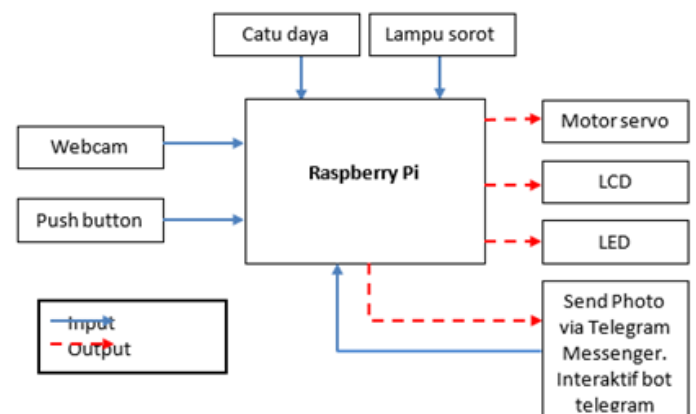 Catu daya
Lampu sorot
Webcam
Push button
Raspberry Pi
Motor servo
LCD
LED
Input
Output
Send Photo
via Telegram
Messenger.
Interaktif bot
telegram